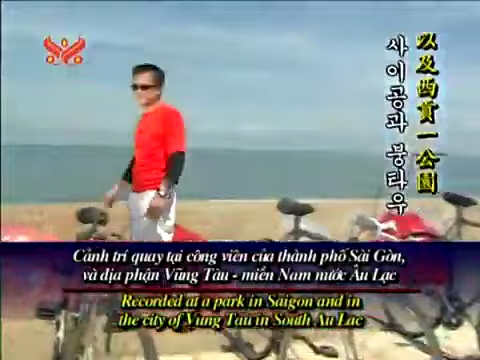 以及西貢一公園
사이공과 붕타우
Cảnh trí quay tại công viên của thành phố Sài Gòn,
và địa phận Vũng Tàu - miền Nam nước Âu Lạc
Recorded at a park in Saigon and in
the city of Vung Tau in South Au Lac